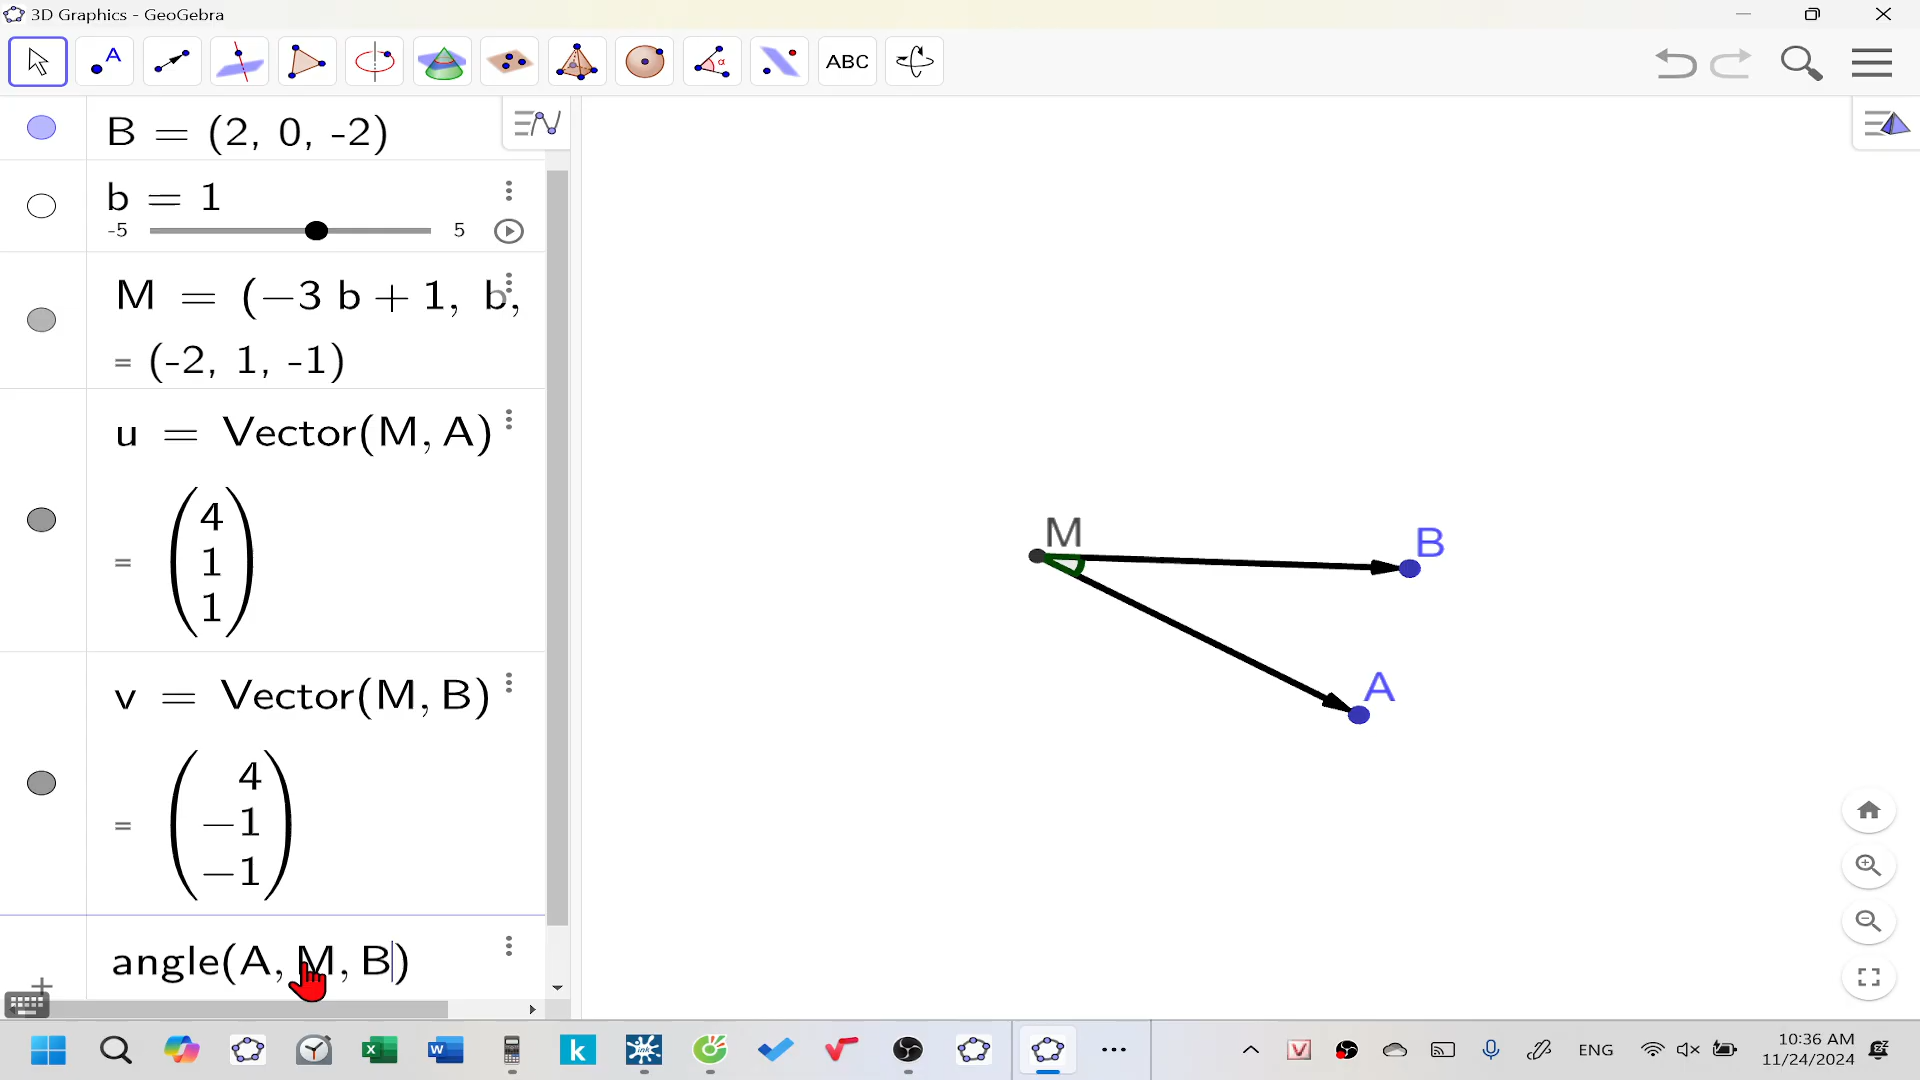 3D Graphics - GeoGebra
A
α
ABC
B = (2, 0, -2)
b = 1
-5
5
M = (−3 b + 1, b,
= (-2, 1, -1)
u = Vector(M, A)
= (4
1
1)
v = Vector(M, B)
= (4
−1
−1)
angle(A, M, B)
M
B
A
ENG
10:36 AM
11/24/2024